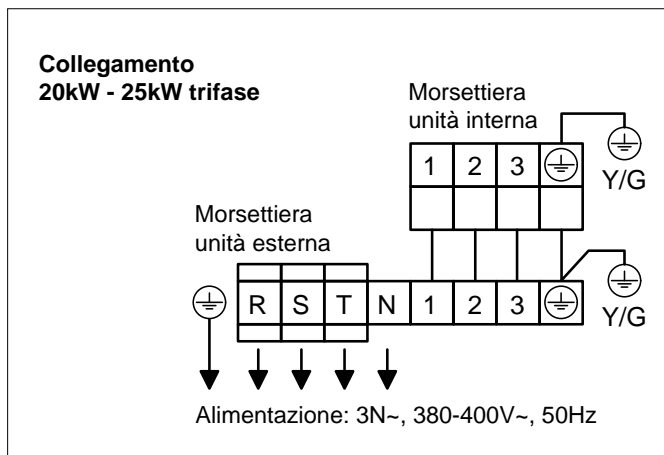 Collegamento
20kW - 25kW trifase
Morsettiera
unità interna
1 2 3
Y/G
Morsettiera
unità esterna
R S T N 1 2 3
Y/G
Alimentazione: 3N~, 380-400V~, 50Hz